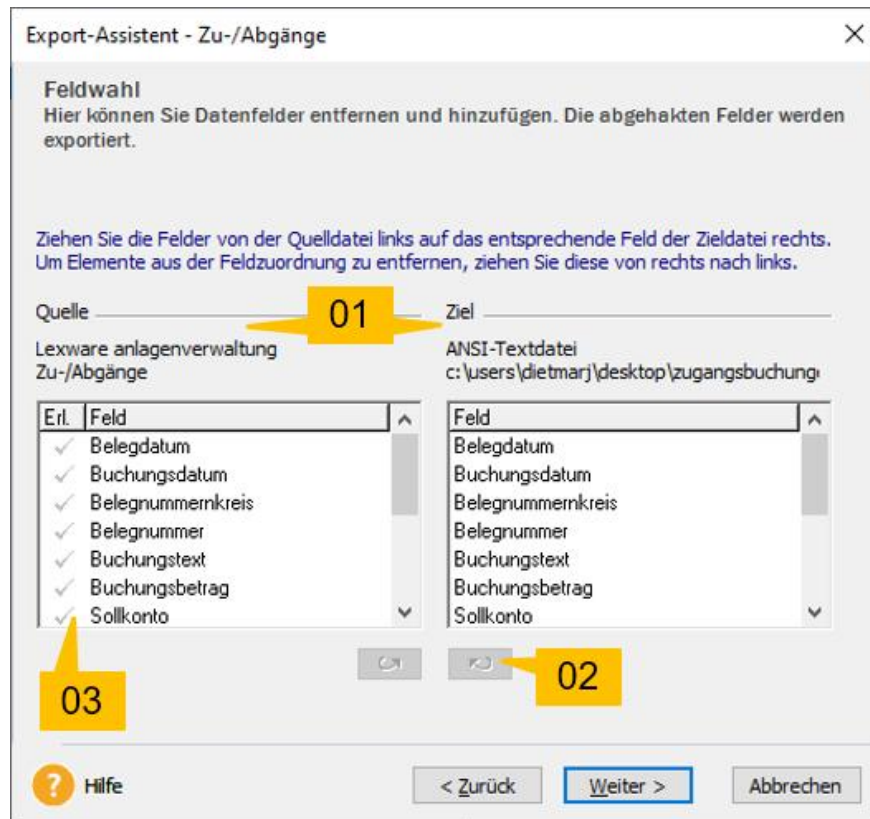 Export-Assistent - Zu-/Abgänge
Feldwahl
Hier können Sie Datenfelder entfernen und hinzufügen. Die abgehakten Felder werden
exportiert.
Ziehen Sie die Felder von der Quelldatei links auf das entsprechende Feld der Zieldatei rechts.
Um Elemente aus der Feldzuordnung zu entfernen, ziehen Sie diese von rechts nach links.
Quelle
01
Ziel
Lexware anlagenverwaltung
Zu-/Abgänge
ANSI-Textdatei
c:\users\dietmarj\desktop\zugangsbuchung
Erl. Feld
Belegdatum
Buchungsdatum
Belegnummernkreis
Belegnummer
Buchungstext
Buchungsbetrag
Sollkonto
Feld
Belegdatum
Buchungsdatum
Belegnummernkreis
Belegnummer
Buchungstext
Buchungsbetrag
Sollkonto
03
02
? Hilfe
< Zurück
Weiter >
Abbrechen